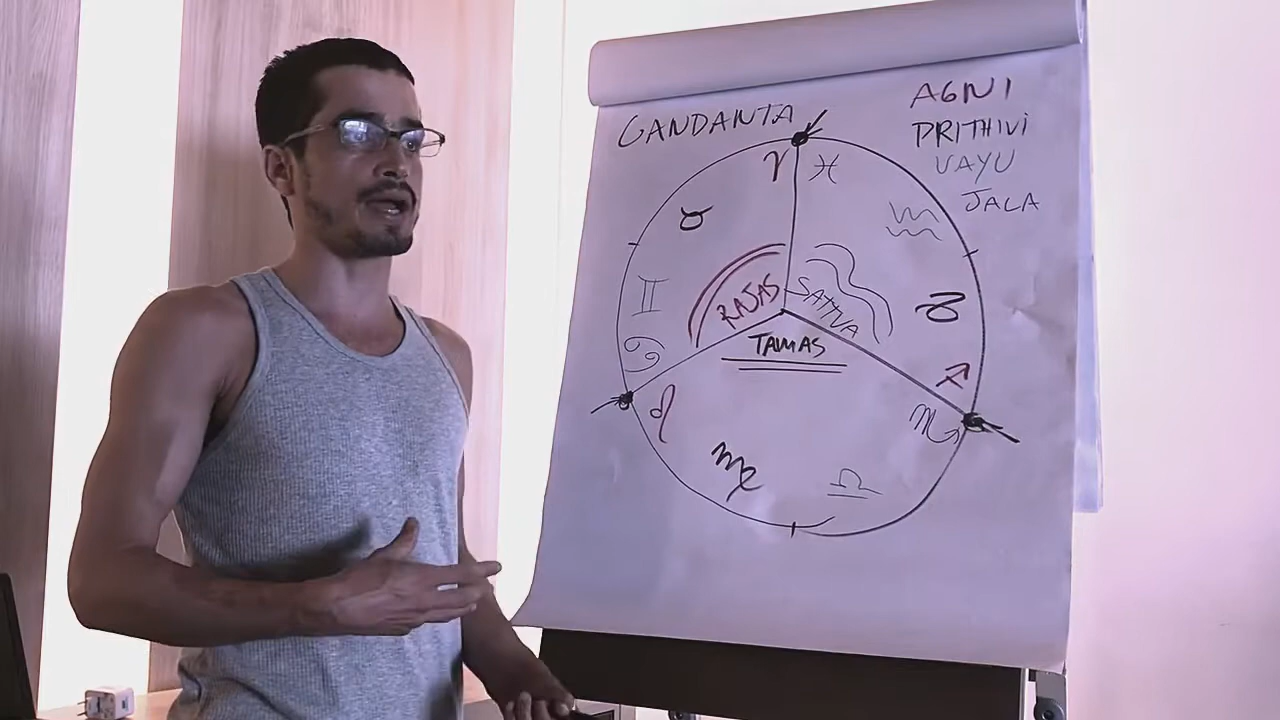 GANDANTA
AGNI
PRITHIVI
VAYU
JALA
♈ ♓
♉ ♒
♊ ♑
♋ ♐
♌ ♏
♍ ♎
RAJAS
SATTVA
TAMAS